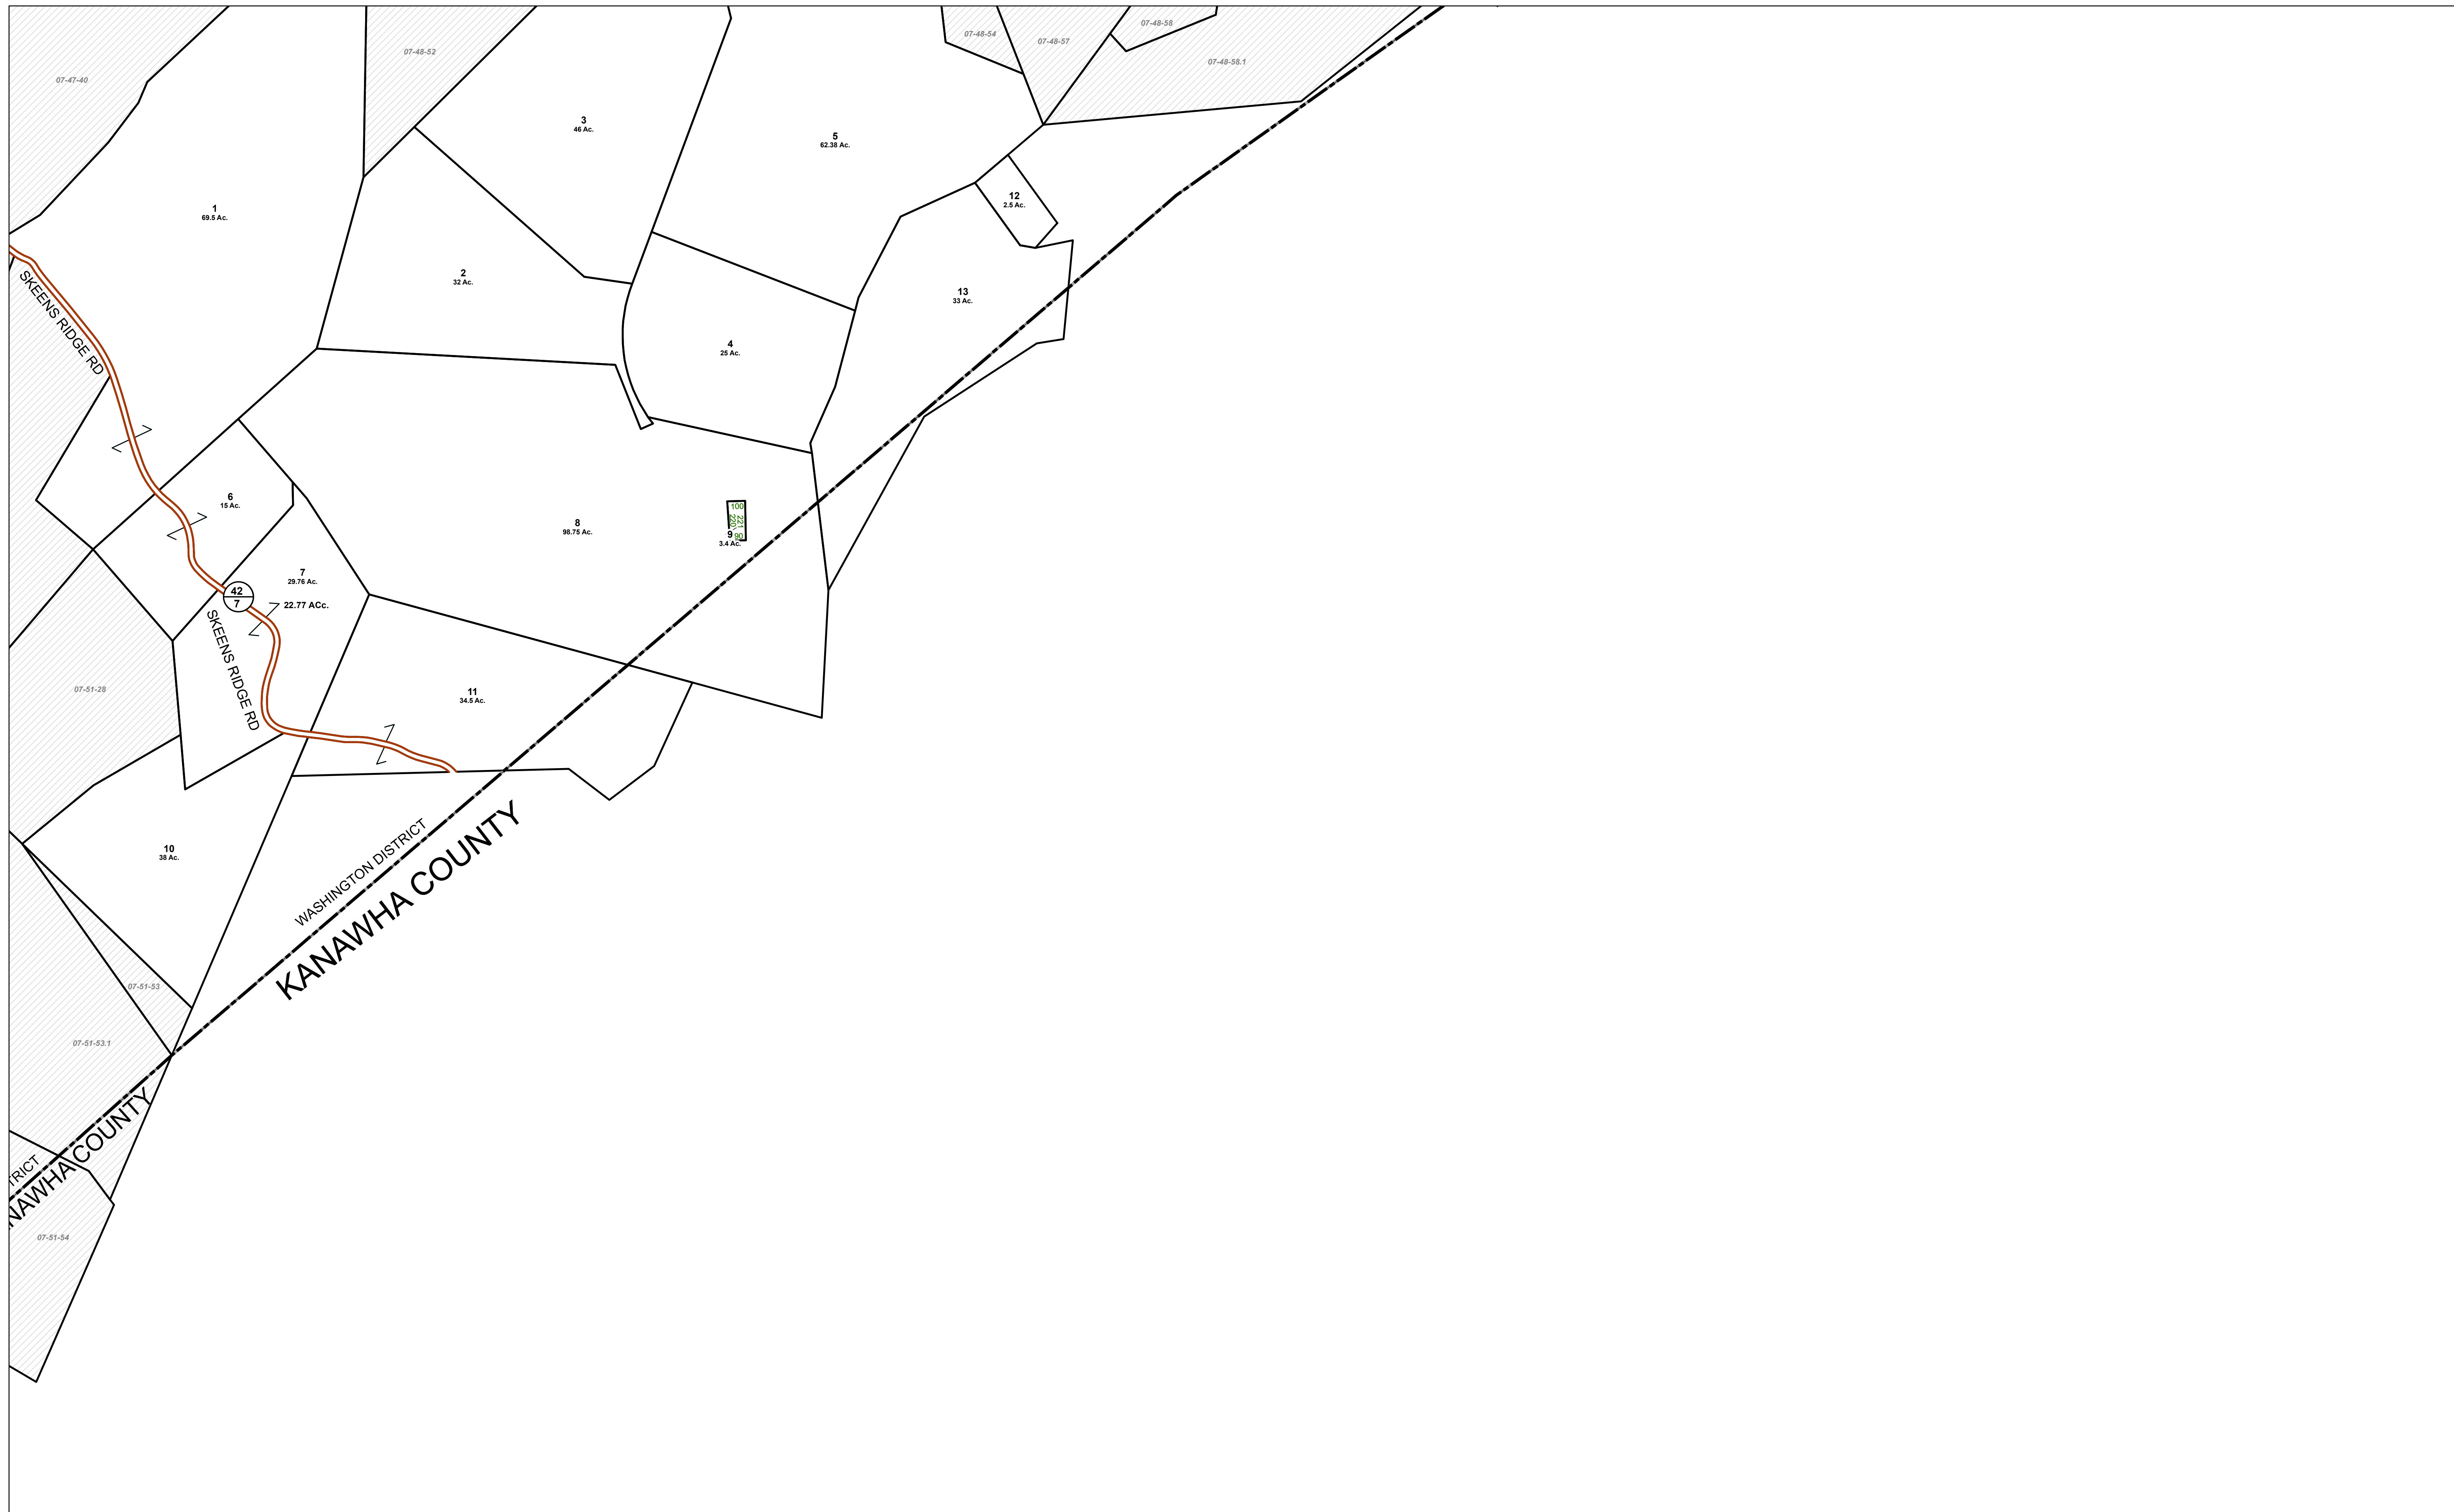 07-48-58
07-48-54
07-48-57
07-48-52
07-48-58.1
07-47-40
3
46 Ac.
5
62.38 Ac.
12
2.5 Ac.
1
69.5 Ac.
2
32 Ac.
13
33 Ac.
SKEENS RIDGE RD
4
25 Ac.
6
15 Ac.
8
98.75 Ac.
100
220\
221
9
90
3.4 Ac.
7
29.76 Ac.
42
7
22.77 ACc.
SKEENS RIDGE RD
07-51-28
11
34.5 Ac.
10
38 Ac.
WASHINGTON DISTRICT
KANAWHA COUNTY
07-51-53
07-51-53.1
TRICT
NAWHA COUNTY
07-51-54